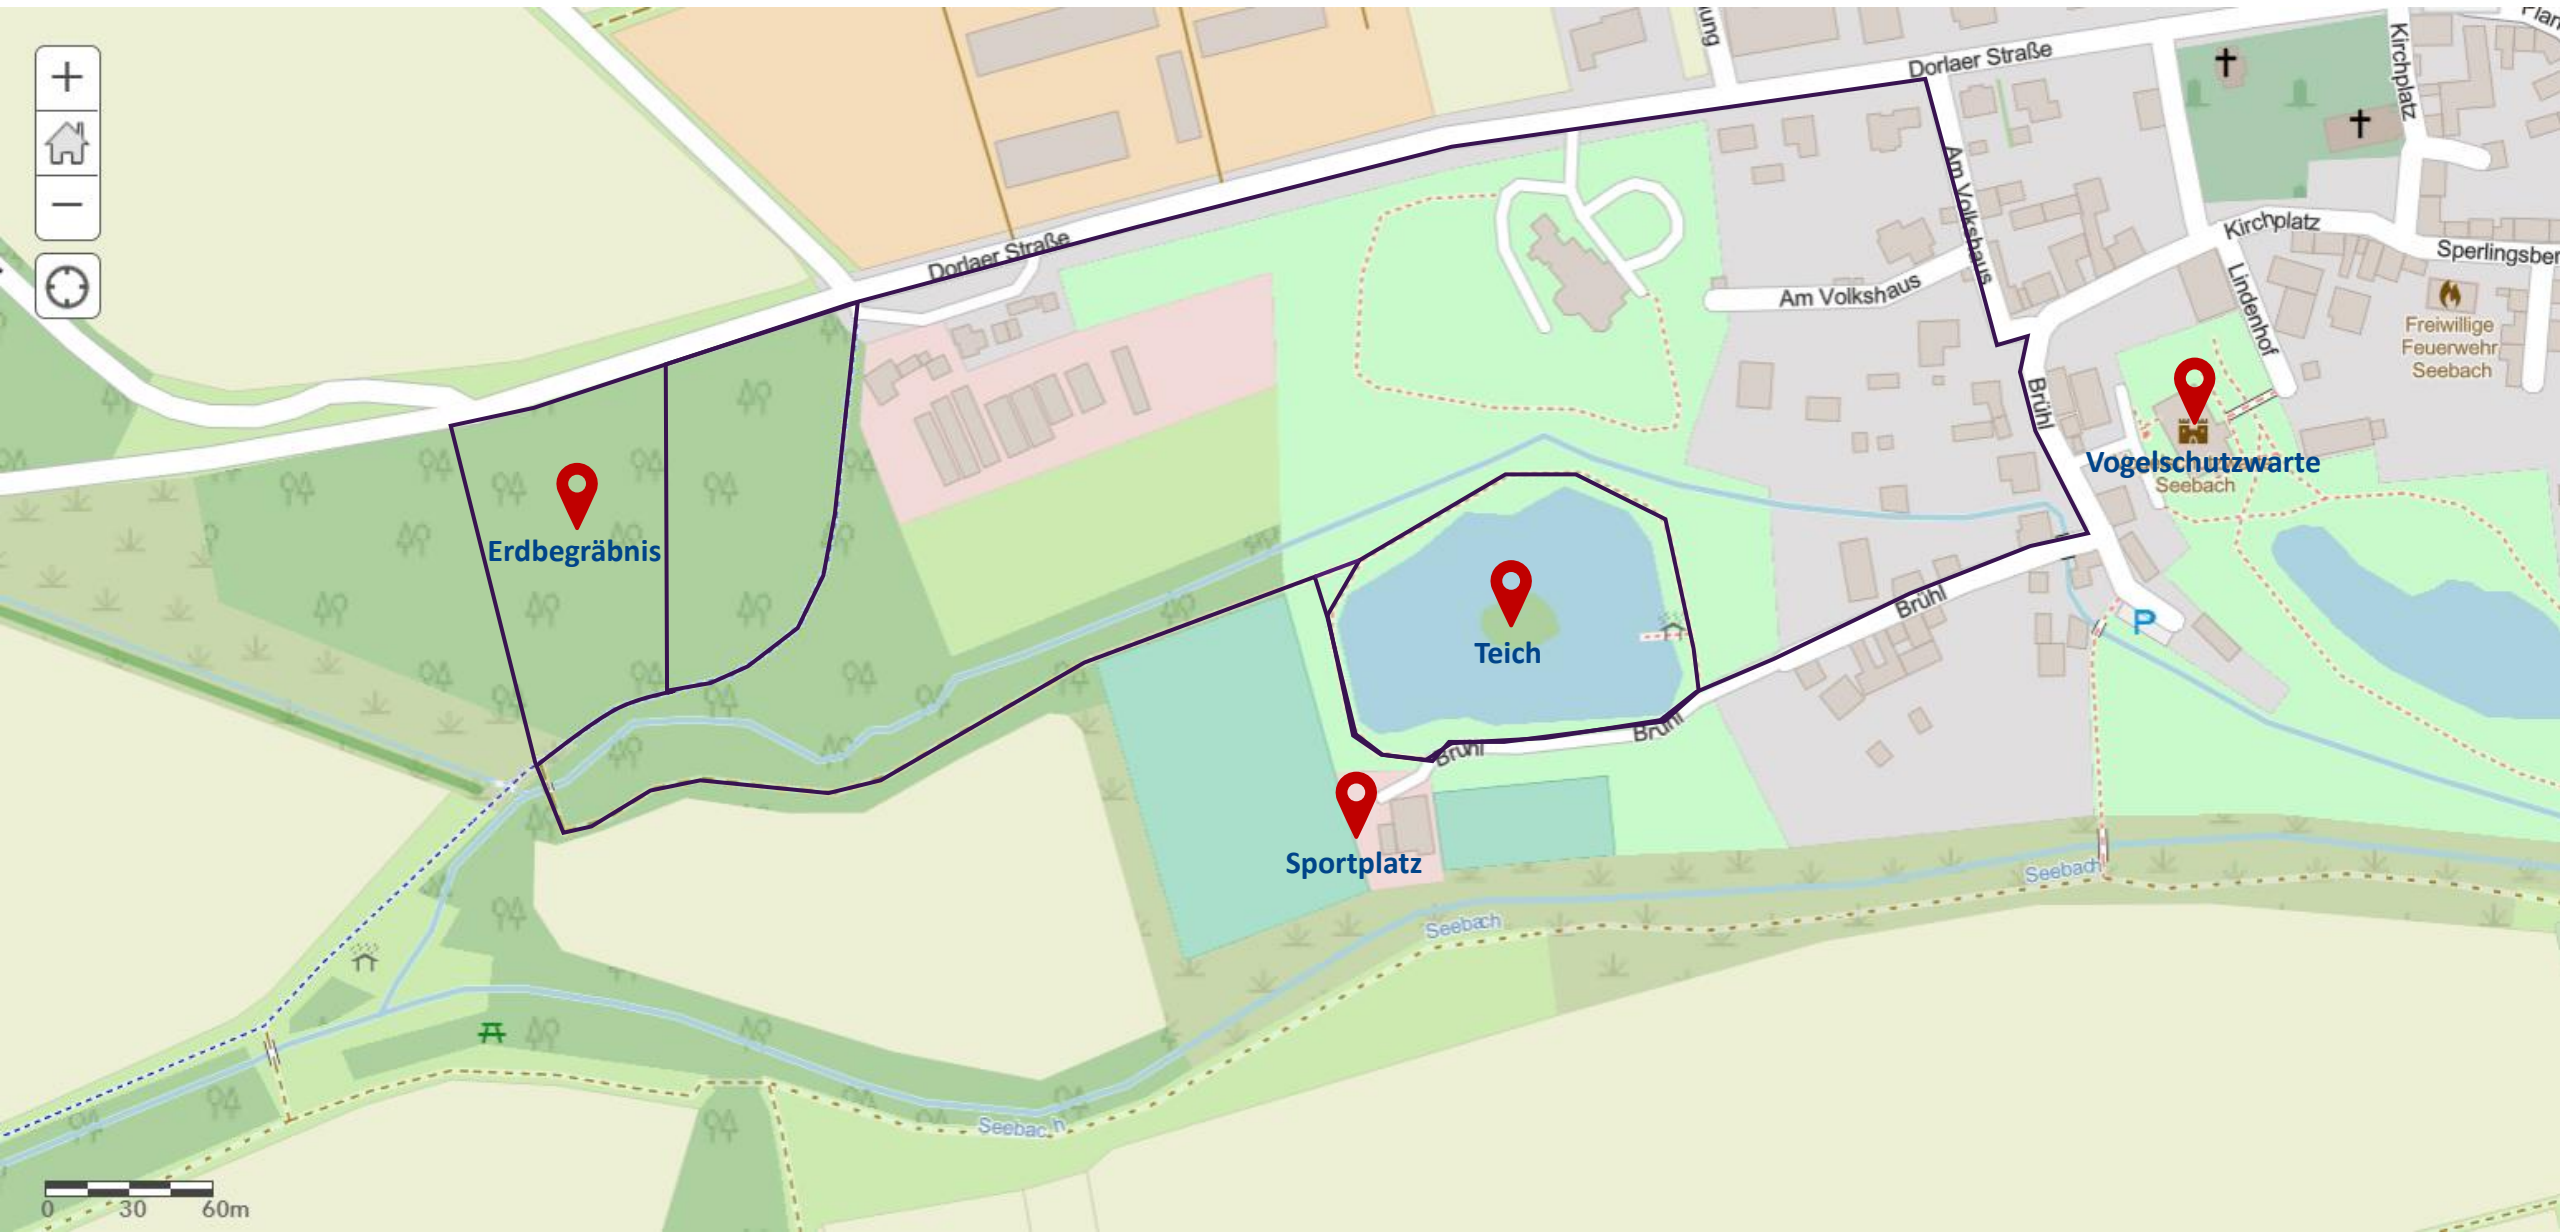 Dorlaer Straße
Kirchplatz
Am Volkshaus
Kirchplatz
Sperlingsber
Dorlaer Straße
Am Volkshaus
Lindenhof
Freiwillige
Feuerwehr
Seebach
Brühl
Vogelschutzwarte
Seebach
Erdbegräbnis
Teich
Brühl
P
Brühl
Brühl
Sportplatz
Seebach
Seebach
Seebach
0 30 60m